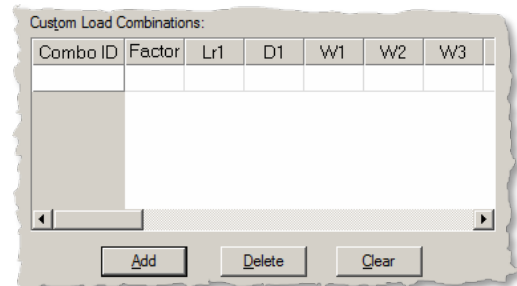 Custom Load Combinations:
Combo ID Factor Lr1 D1 W1 W2 W3
Add Delete Clear